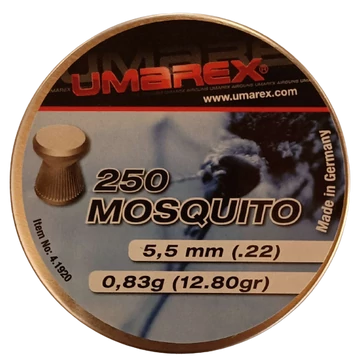 UMAREX®
www.umarex.com
250
MOSQUITO
5,5 mm (.22)
0,83g (12.80gr)
Made in Germany
Item No: 4.1920